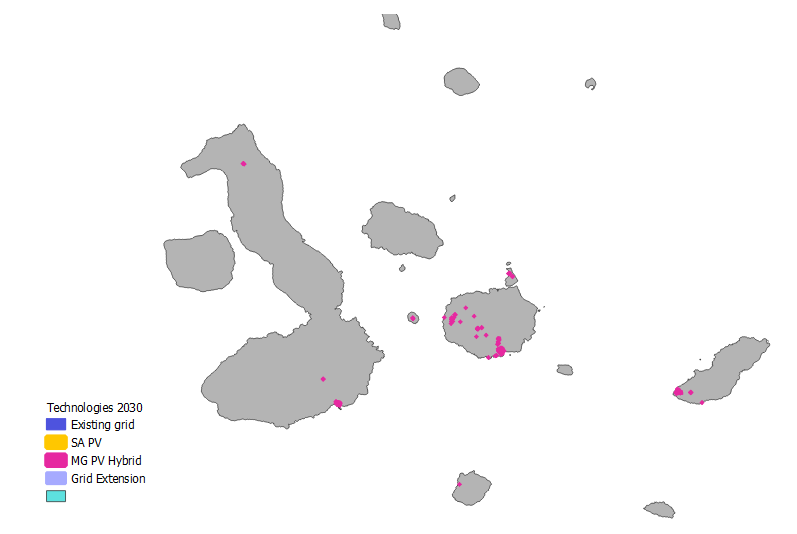 Technologies 2030
Existing grid
SA PV
MG PV Hybrid
Grid Extension